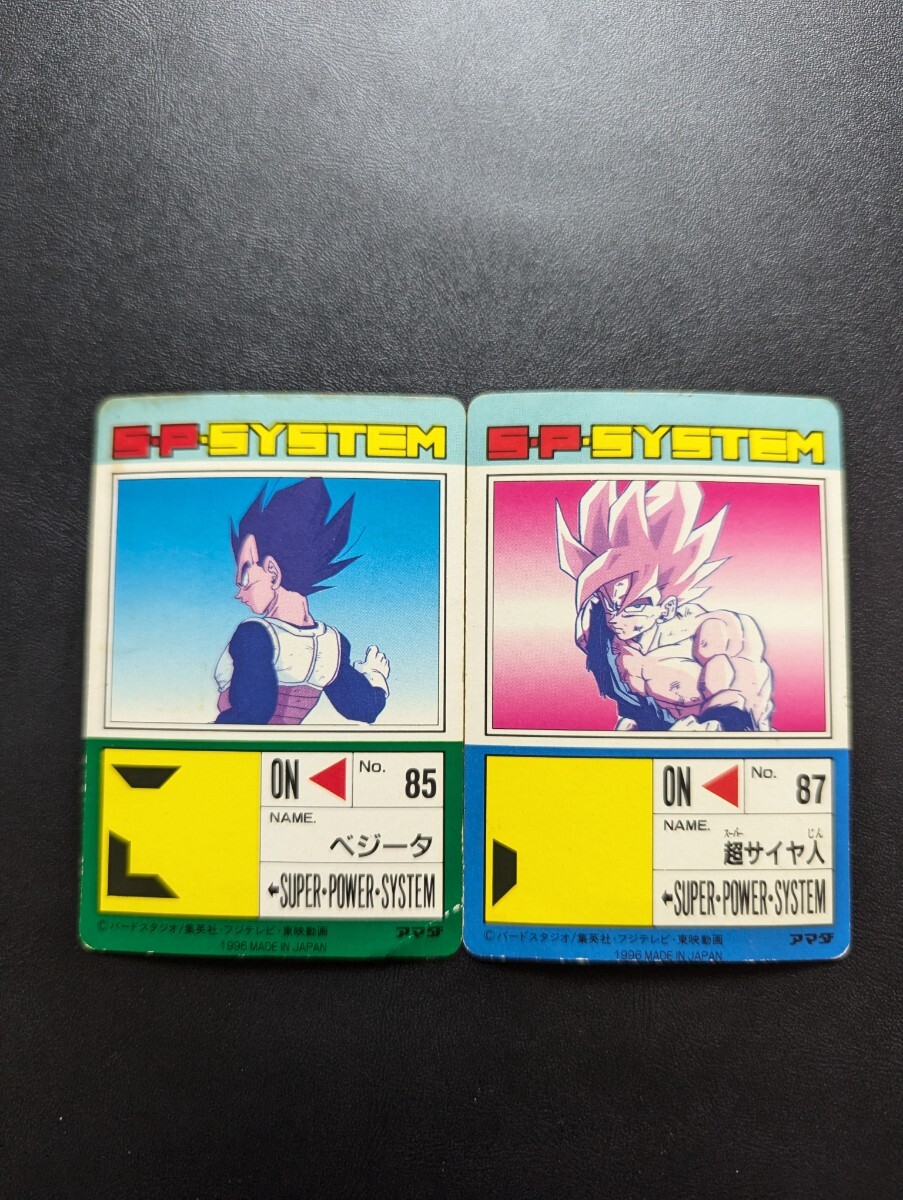 S・P・SYSTEM
ON
No.
85
NAME.
ベジータ
←SUPER・POWER・SYSTEM
©バードスタジオ/集英社・フジテレビ・東映動画
1996 MADE IN JAPAN
アマダ
S・P・SYSTEM
ON
No.
87
NAME.
スーパー じん
超サイヤ人
←SUPER・POWER・SYSTEM
©バードスタジオ/集英社・フジテレビ・東映動画
1996 MADE IN JAPAN
アマダ